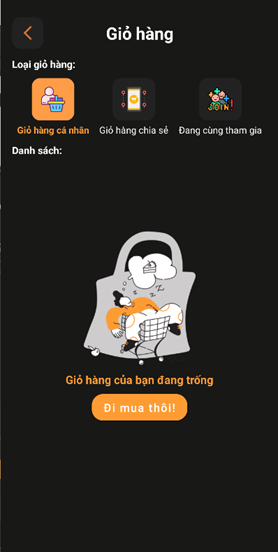 Giỏ hàng
Loại giỏ hàng:
Giỏ hàng cá nhân
Giỏ hàng chia sẻ
JOIN!
Đang cùng tham gia
Danh sách:
Giỏ hàng của bạn đang trống
Đi mua thôi!